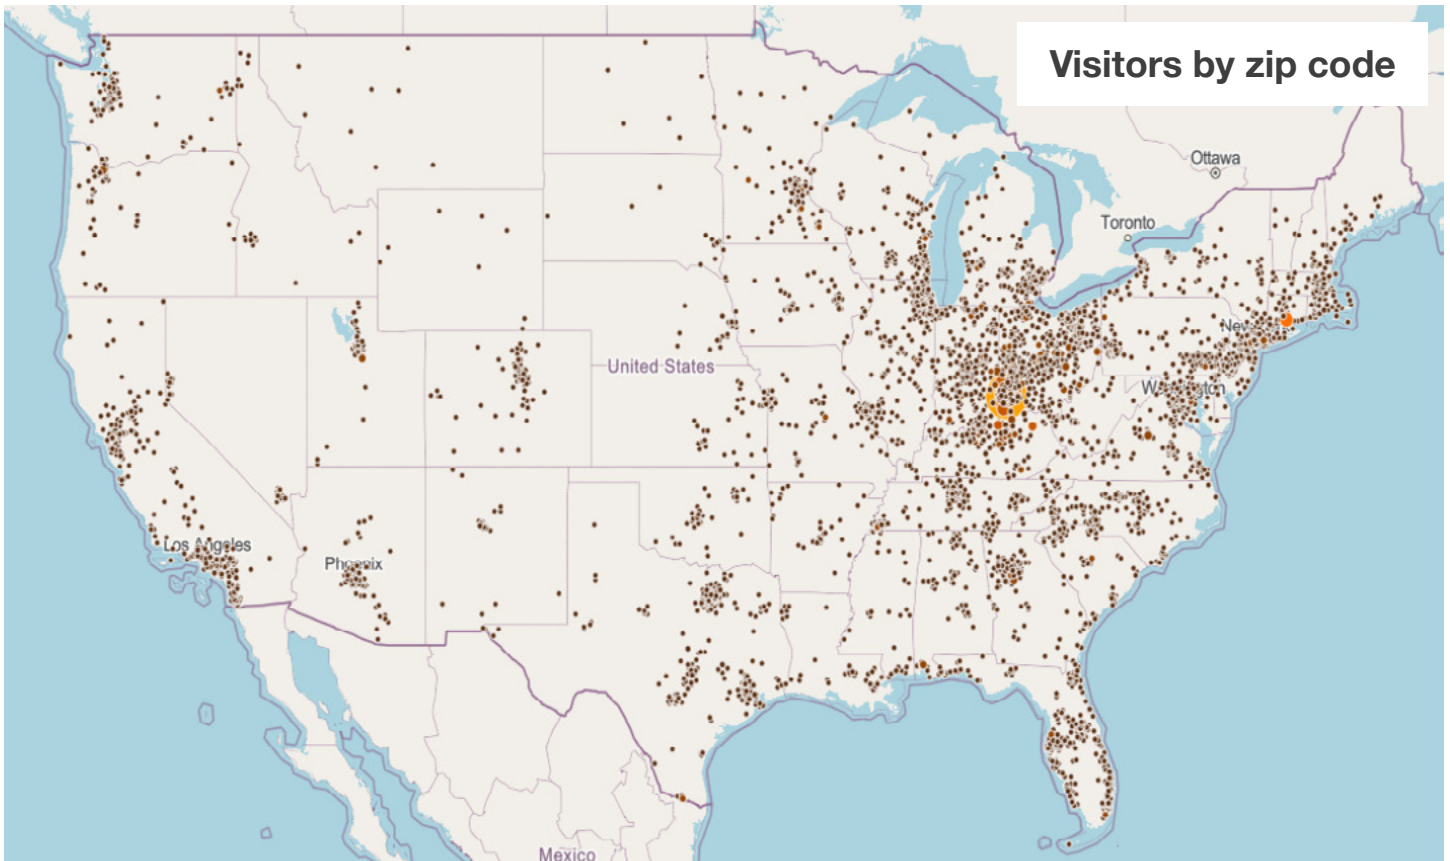 Visitors by zip code
Ottawa
Toronto
United States
Los Angeles
Phoenix
Mexico